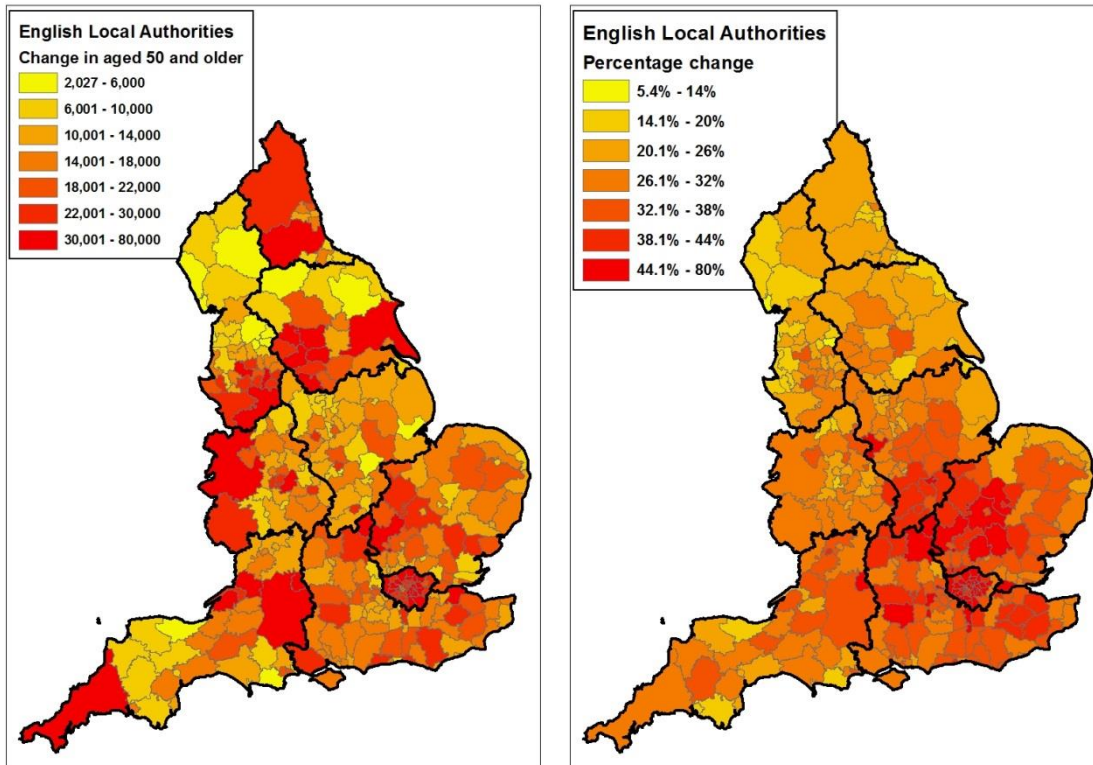 English Local Authorities
Change in aged 50 and older
2,027 - 6,000
6,001 - 10,000
10,001 - 14,000
14,001 - 18,000
18,001 - 22,000
22,001 - 30,000
30,001 - 80,000
English Local Authorities
Percentage change
5.4% - 14%
14.1% - 20%
20.1% - 26%
26.1% - 32%
32.1% - 38%
38.1% - 44%
44.1% - 80%